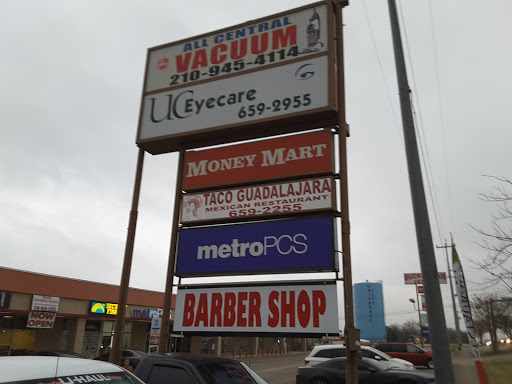 ALL CENTRAL
VACUUM
210-945-4114
UC Eyecare
659-2955
MONEY MART
TACO GUADALAJARA
MEXICAN RESTAURANT
659-2255
metroPCS
BARBER SHOP
NOW
OPEN
U-HAUL